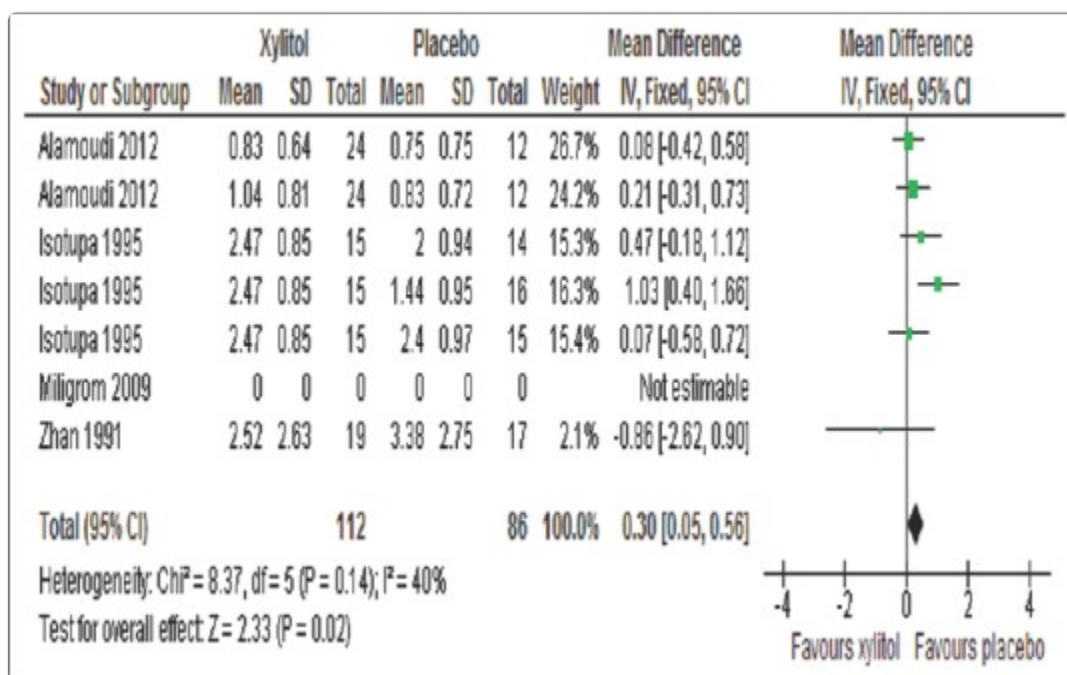 Xylitol Placebo Mean Difference Mean Difference
Study or Subgroup Mean SD Total Mean SD Total Weight IV, Fixed, 95% CI IV, Fixed, 95% CI
Alamoudi 2012 0.83 0.64 24 0.75 0.75 12 26.7% 0.08 [-0.42, 0.58]
Alamoudi 2012 1.04 0.81 24 0.83 0.72 12 24.2% 0.21 [-0.31, 0.73]
Isotupa 1995 2.47 0.85 15 2 0.94 14 15.3% 0.47 [-0.18, 1.12]
Isotupa 1995 2.47 0.85 15 1.44 0.95 16 16.3% 1.03 [0.40, 1.66]
Isotupa 1995 2.47 0.85 15 2.4 0.97 15 15.4% 0.07 [-0.58, 0.72]
Miligrom 2009 0 0 0 0 0 0 Not estimable
Zhan 1991 2.52 2.63 19 3.38 2.75 17 2.1% -0.86 [-2.62, 0.90]
Total (95% CI) 112 86 100.0% 0.30 [0.05, 0.56]
Heterogeneity: Chi² = 8.37, df = 5 (P = 0.14); I² = 40%
Test for overall effect: Z = 2.33 (P = 0.02)
-4 -2 0 2 4
Favours xylitol Favours placebo